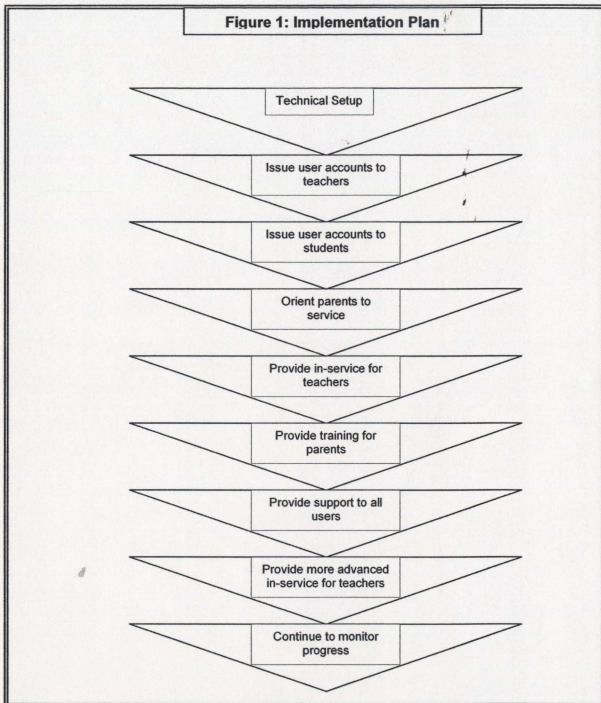 Figure 1: Implementation Plan
Technical Setup
Issue user accounts to
teachers
Issue user accounts to
students
Orient parents to
service
Provide in-service for
teachers
Provide training for
parents
Provide support to all
users
Provide more advanced
in-service for teachers
Continue to monitor
progress